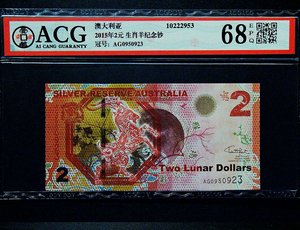 ACG
AI CANG GUARANTY
澳大利亚 10222953
2015年2元 生肖羊纪念钞
冠号: AG0950923
68 EPQ
SILVER RESERVE AUSTRALIA
2
Two Lunar Dollars
2
AG0950923